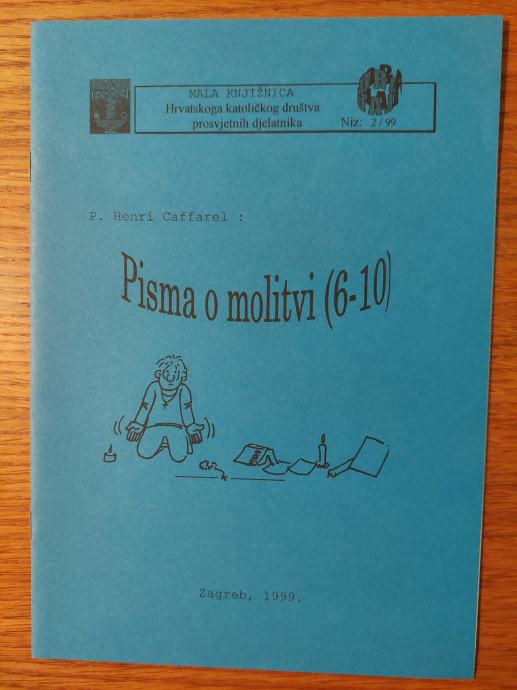 MALA KNJIŽNICA
Hrvatskoga katoličkog društva
prosvjetnih djelatnika Niz: 2/99
P. Henri Caffarel :
Pisma o molitvi (6-10)
Zagreb, 1999.